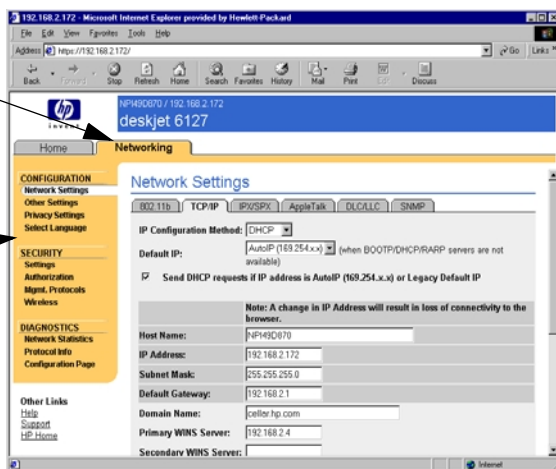 192.168.2.172 - Microsoft Internet Explorer provided by Hewlett-Packard
File Edit View Favorites Tools Help
Address https://192.168.2.172/ Go Links
Back Forward Stop Refresh Home Search Favorites History Mail Print Edit Discuss
hp
invent
NPI49D870 / 192.168.2.172
deskjet 6127
Home Networking
CONFIGURATION
Network Settings
Other Settings
Privacy Settings
Select Language
SECURITY
Settings
Authorization
Mgmt. Protocols
Wireless
DIAGNOSTICS
Network Statistics
Protocol Info
Configuration Page
Other Links
Help
Support
HP Home
Network Settings
802.11b TCP/IP IPX/SPX AppleTalk DLC/LLC SNMP
IP Configuration Method: DHCP
Default IP: AutoIP (169.254.x.x) (when BOOTP/DHCP/RARP servers are not
available)
Send DHCP requests if IP address is AutoIP (169.254.x.x) or Legacy Default IP
Note: A change in IP Address will result in loss of connectivity to the
browser.
Host Name: NPI49D870
IP Address: 192.168.2.172
Subnet Mask: 255.255.255.0
Default Gateway: 192.168.2.1
Domain Name: celler.hp.com
Primary WINS Server: 192.168.2.4
Secondary WINS Server:
Internet